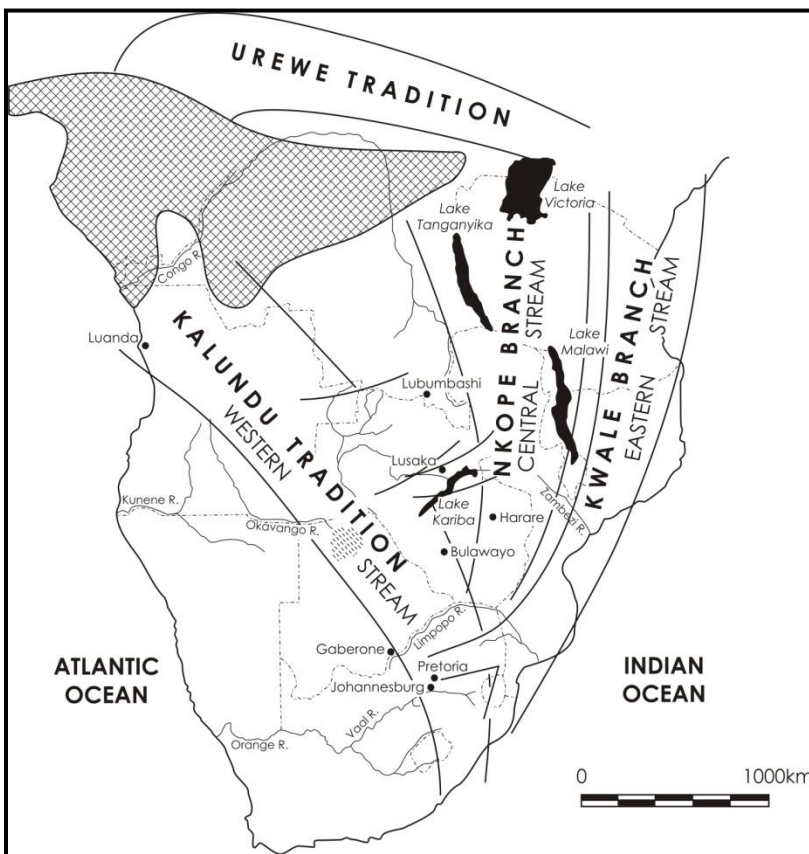 UREWE TRADITION
Lake
Victoria
Lake
Tanganyika
Congo R.
NKOPE BRANCH
CENTRAL STREAM
KWALE BRANCH
EASTERN STREAM
Luanda
KALUNDU TRADITION
WESTERN STREAM
Lake
Malawi
Lubumbashi
Lusaka
Lake
Kariba
Zambezi R.
Kunene R.
Okavango R.
Harare
Bulawayo
Limpopo R.
Gaberone
ATLANTIC
OCEAN
Pretoria
Johannesburg
INDIAN
OCEAN
Vaal R.
Orange R.
0 1000km